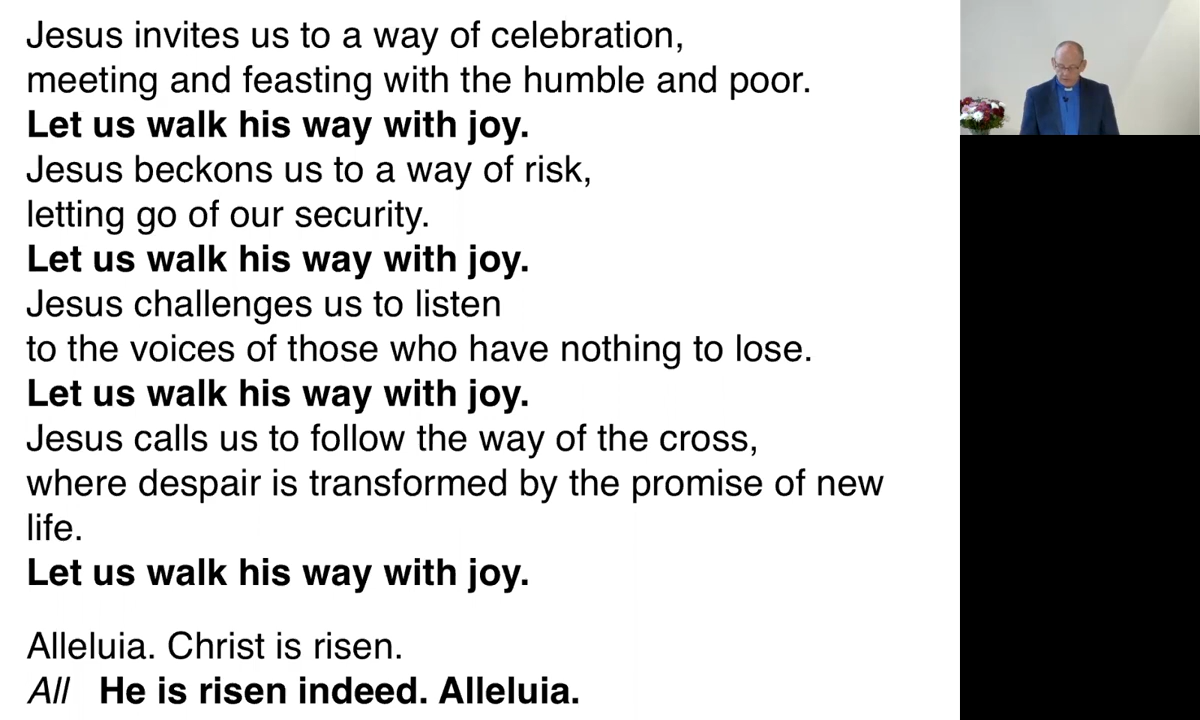 Jesus invites us to a way of celebration,
meeting and feasting with the humble and poor.
Let us walk his way with joy.
Jesus beckons us to a way of risk,
letting go of our security.
Let us walk his way with joy.
Jesus challenges us to listen
to the voices of those who have nothing to lose.
Let us walk his way with joy.
Jesus calls us to follow the way of the cross,
where despair is transformed by the promise of new
life.
Let us walk his way with joy.
Alleluia. Christ is risen.
All He is risen indeed. Alleluia.